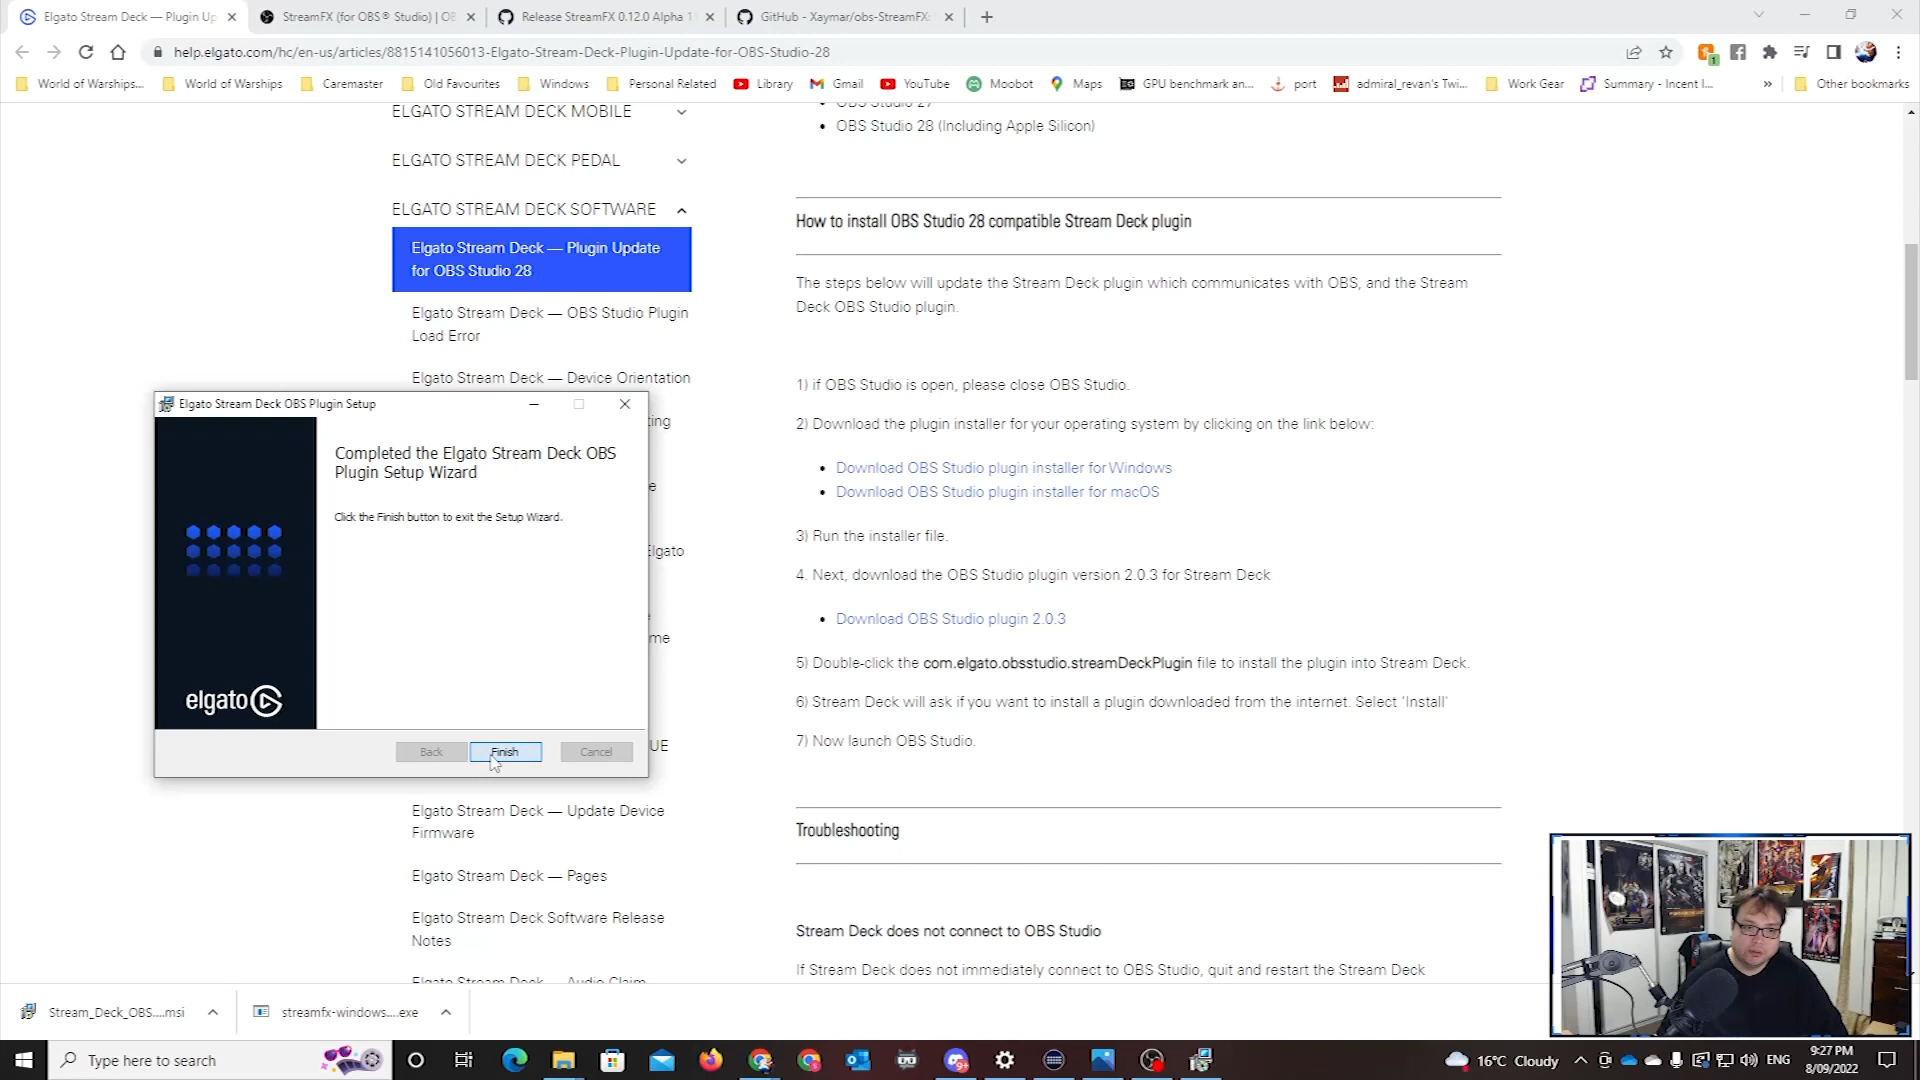 Elgato Stream Deck — Plugin Up
StreamFX (for OBS® Studio) | OB
Release StreamFX 0.12.0 Alpha 1
GitHub - Xaymar/obs-StreamFX:
help.elgato.com/hc/en-us/articles/8815141056013-Elgato-Stream-Deck-Plugin-Update-for-OBS-Studio-28
1
World of Warships...
World of Warships
Caremaster
Old Favourites
Windows
Personal Related
Library
Gmail
YouTube
Moobot
Maps
GPU benchmark an...
port
admiral_revan's Twi...
Work Gear
Summary - Incent I...
»
Other bookmarks
ELGATO STREAM DECK MOBILE
ELGATO STREAM DECK PEDAL
ELGATO STREAM DECK SOFTWARE
Elgato Stream Deck — Plugin Update
for OBS Studio 28
Elgato Stream Deck — OBS Studio Plugin
Load Error
Elgato Stream Deck — Device Orientation
ting
e
Elgato
me
UE
Elgato Stream Deck — Update Device
Firmware
Elgato Stream Deck — Pages
Elgato Stream Deck Software Release
Notes
Elgato Stream Deck — Audio Claim
Elgato Stream Deck OBS Plugin Setup
Completed the Elgato Stream Deck OBS
Plugin Setup Wizard
Click the Finish button to exit the Setup Wizard.
elgato
Back
Finish
Cancel
• OBS Studio 27
• OBS Studio 28 (Including Apple Silicon)
How to install OBS Studio 28 compatible Stream Deck plugin
The steps below will update the Stream Deck plugin which communicates with OBS, and the Stream
Deck OBS Studio plugin.
1) if OBS Studio is open, please close OBS Studio.
2) Download the plugin installer for your operating system by clicking on the link below:
• Download OBS Studio plugin installer for Windows
• Download OBS Studio plugin installer for macOS
3) Run the installer file.
4. Next, download the OBS Studio plugin version 2.0.3 for Stream Deck
• Download OBS Studio plugin 2.0.3
5) Double-click the com.elgato.obsstudio.streamDeckPlugin file to install the plugin into Stream Deck.
6) Stream Deck will ask if you want to install a plugin downloaded from the internet. Select 'Install'
7) Now launch OBS Studio.
Troubleshooting
Stream Deck does not connect to OBS Studio
If Stream Deck does not immediately connect to OBS Studio, quit and restart the Stream Deck
Stream_Deck_OBS....msi
streamfx-windows....exe
Type here to search
16°C Cloudy
ENG
9:27 PM
8/09/2022